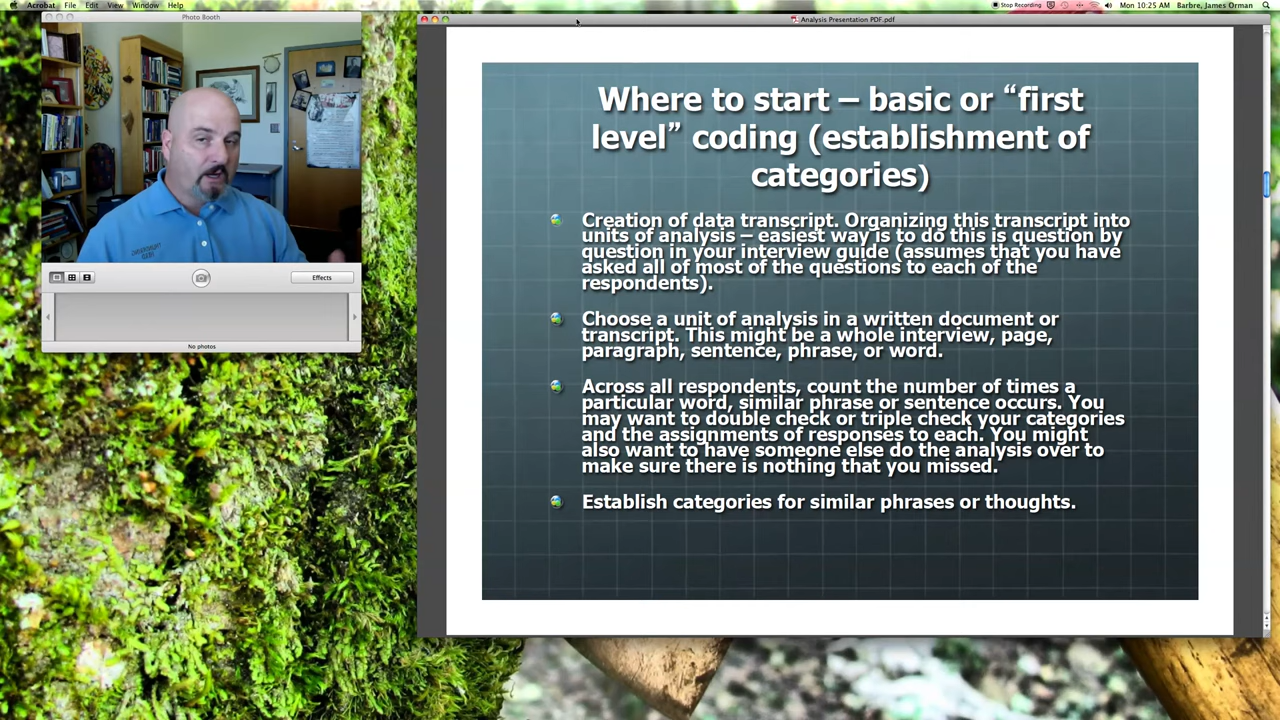 Acrobat File Edit View Window Help
Stop Recording
Mon 10:25 AM Barbre, James Orman
Photo Booth
Analysis Presentation PDF.pdf
Where to start – basic or “first
level” coding (establishment of
categories)
Creation of data transcript. Organizing this transcript into
units of analysis – easiest way is to do this is question by
question in your interview guide (assumes that you have
asked all of most of the questions to each of the
respondents).
Choose a unit of analysis in a written document or
transcript. This might be a whole interview, page,
paragraph, sentence, phrase, or word.
Across all respondents, count the number of times a
particular word, similar phrase or sentence occurs. You
may want to double check or triple check your categories
and the assignments of responses to each. You might
also want to have someone else do the analysis over to
make sure there is nothing that you missed.
Establish categories for similar phrases or thoughts.
Effects
No photos